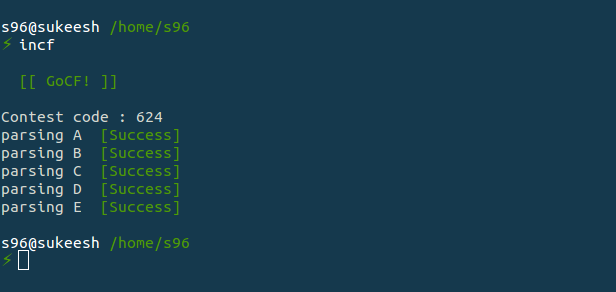 s96@sukeesh /home/s96
⚡ incf
[[ GoCF! ]]
Contest code : 624
parsing A [Success]
parsing B [Success]
parsing C [Success]
parsing D [Success]
parsing E [Success]
s96@sukeesh /home/s96
⚡